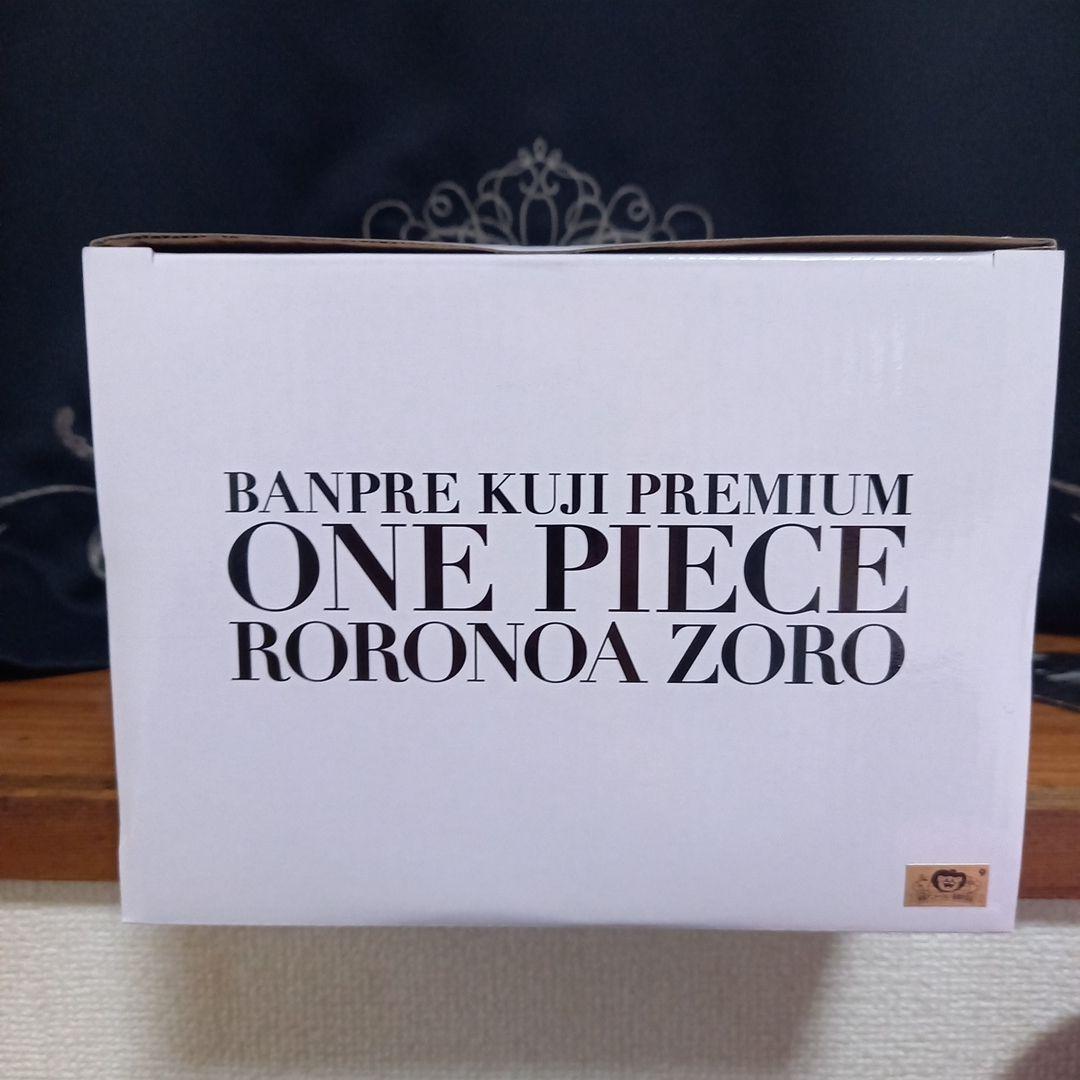 BANPRE KUJI PREMIUM
ONE PIECE
RORONOA ZORO